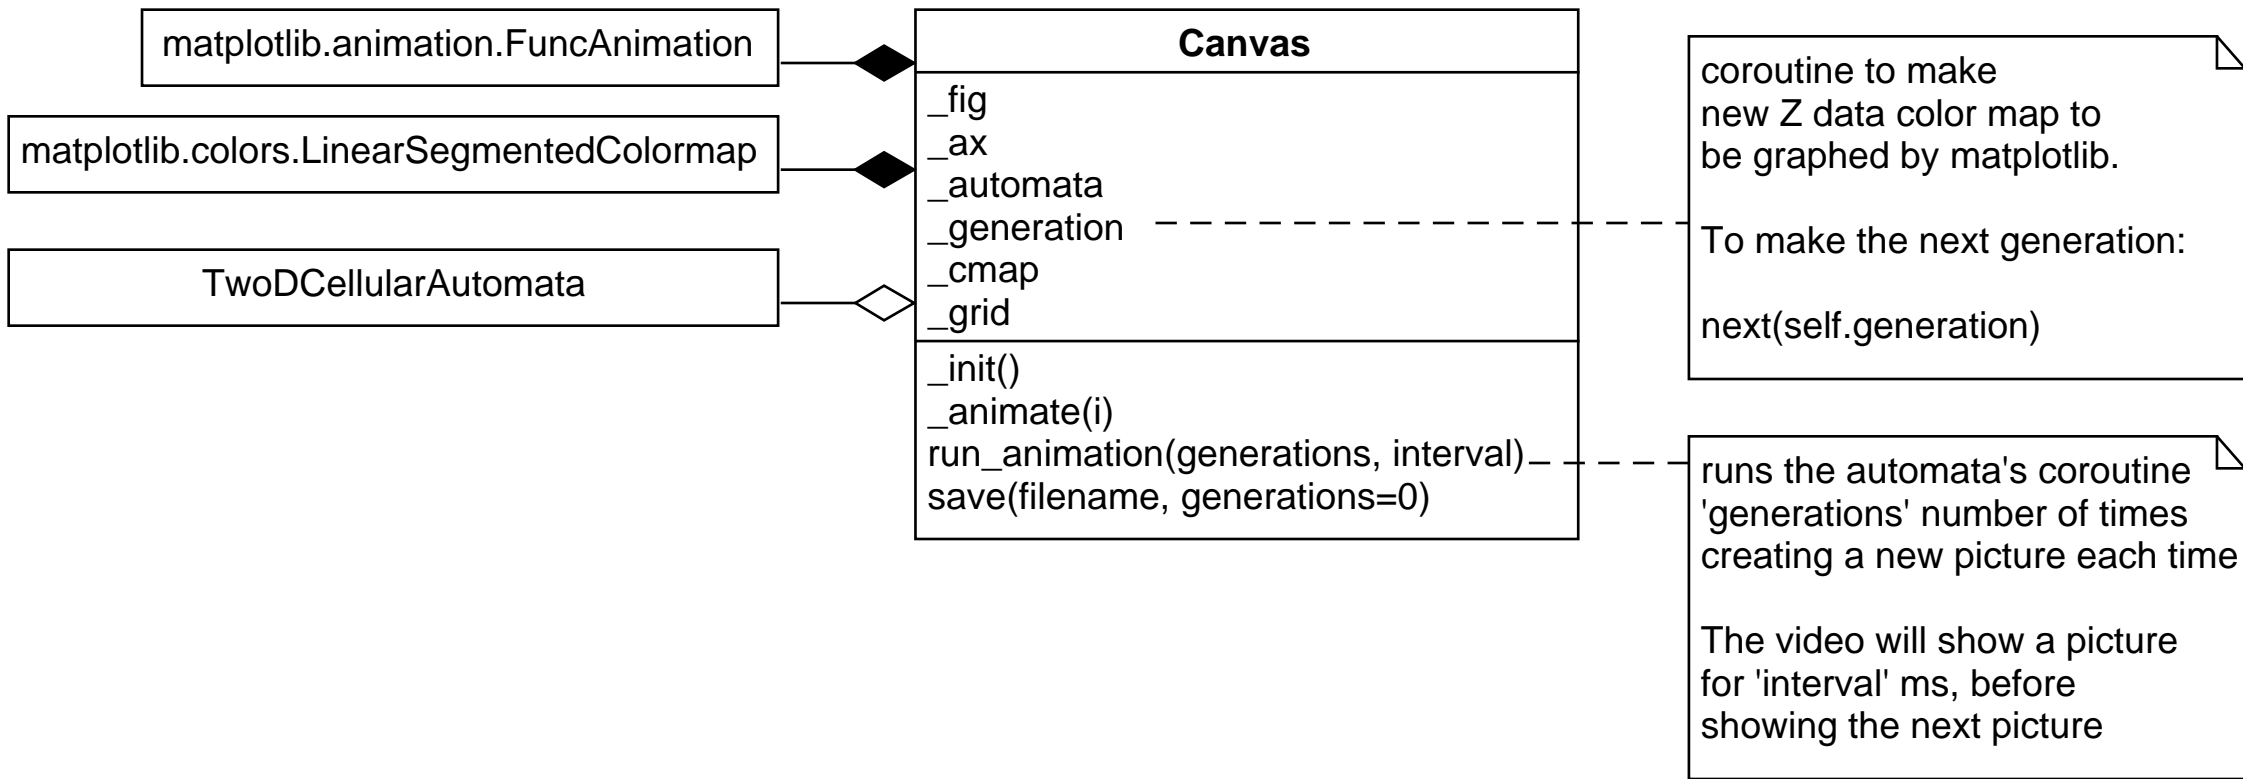 matplotlib.animation.FuncAnimation
matplotlib.colors.LinearSegmentedColormap
TwoDCellularAutomata
Canvas
_fig
_ax
_automata
_generation
_cmap
_grid
_init()
_animate(i)
run_animation(generations, interval)
save(filename, generations=0)
coroutine to make
new Z data color map to
be graphed by matplotlib.
To make the next generation:
next(self.generation)
runs the automata's coroutine
'generations' number of times
creating a new picture each time
The video will show a picture
for 'interval' ms, before
showing the next picture